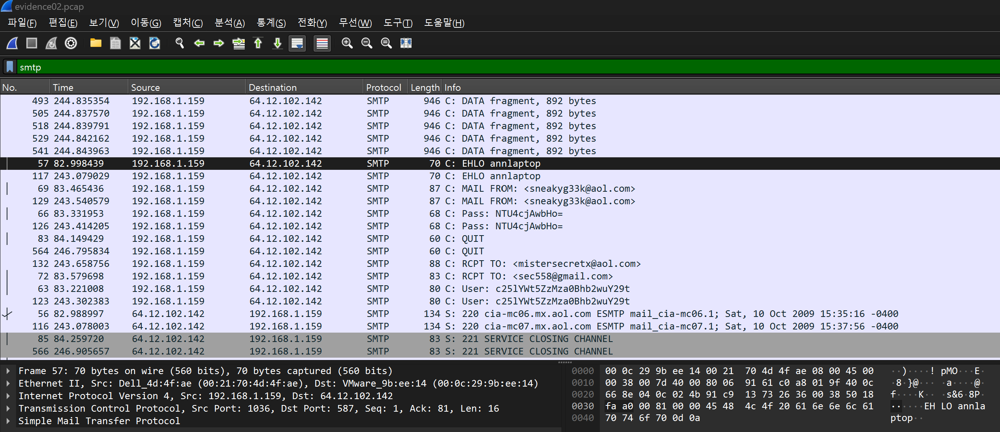 evidence02.pcap
파일(F) 편집(E) 보기(V) 이동(G) 캡처(C) 분석(A) 통계(S) 전화(Y) 무선(W) 도구(T) 도움말(H)
smtp
No. Time Source Destination Protocol Length Info
493 244.835354 192.168.1.159 64.12.102.142 SMTP 946 C: DATA fragment, 892 bytes
505 244.837570 192.168.1.159 64.12.102.142 SMTP 946 C: DATA fragment, 892 bytes
518 244.839791 192.168.1.159 64.12.102.142 SMTP 946 C: DATA fragment, 892 bytes
529 244.842162 192.168.1.159 64.12.102.142 SMTP 946 C: DATA fragment, 892 bytes
541 244.843963 192.168.1.159 64.12.102.142 SMTP 946 C: DATA fragment, 892 bytes
57 82.998439 192.168.1.159 64.12.102.142 SMTP 70 C: EHLO annlaptop
117 243.079029 192.168.1.159 64.12.102.142 SMTP 70 C: EHLO annlaptop
69 83.465436 192.168.1.159 64.12.102.142 SMTP 87 C: MAIL FROM: <sneakyg33k@aol.com>
129 243.540579 192.168.1.159 64.12.102.142 SMTP 87 C: MAIL FROM: <sneakyg33k@aol.com>
66 83.331953 192.168.1.159 64.12.102.142 SMTP 68 C: Pass: NTU4cjAwbHo=
126 243.414205 192.168.1.159 64.12.102.142 SMTP 68 C: Pass: NTU4cjAwbHo=
83 84.149429 192.168.1.159 64.12.102.142 SMTP 60 C: QUIT
564 246.795834 192.168.1.159 64.12.102.142 SMTP 60 C: QUIT
132 243.658756 192.168.1.159 64.12.102.142 SMTP 88 C: RCPT TO: <mistersecretx@aol.com>
72 83.579698 192.168.1.159 64.12.102.142 SMTP 83 C: RCPT TO: <sec558@gmail.com>
63 83.221008 192.168.1.159 64.12.102.142 SMTP 80 C: User: c25lYWt5ZzMza0Bhb2wuY29t
123 243.302383 192.168.1.159 64.12.102.142 SMTP 80 C: User: c25lYWt5ZzMza0Bhb2wuY29t
56 82.988997 64.12.102.142 192.168.1.159 SMTP 134 S: 220 cia-mc06.mx.aol.com ESMTP mail_cia-mc06.1; Sat, 10 Oct 2009 15:35:16 -0400
116 243.078003 64.12.102.142 192.168.1.159 SMTP 134 S: 220 cia-mc07.mx.aol.com ESMTP mail_cia-mc07.1; Sat, 10 Oct 2009 15:37:56 -0400
85 84.259720 64.12.102.142 192.168.1.159 SMTP 83 S: 221 SERVICE CLOSING CHANNEL
566 246.905657 64.12.102.142 192.168.1.159 SMTP 83 S: 221 SERVICE CLOSING CHANNEL
Frame 57: 70 bytes on wire (560 bits), 70 bytes captured (560 bits)
Ethernet II, Src: Dell_4d:4f:ae (00:21:70:4d:4f:ae), Dst: VMware_9b:ee:14 (00:0c:29:9b:ee:14)
Internet Protocol Version 4, Src: 192.168.1.159, Dst: 64.12.102.142
Transmission Control Protocol, Src Port: 1036, Dst Port: 587, Seq: 1, Ack: 81, Len: 16
Simple Mail Transfer Protocol
0000 00 0c 29 9b ee 14 00 21 70 4d 4f ae 08 00 45 00 ··)····! pMO···E·
0010 00 38 00 7d 40 00 80 06 91 61 c0 a8 01 9f 40 0c ·8·}@··· ·a····@·
0020 66 8e 04 0c 02 4b 91 c9 13 73 26 36 00 38 50 18 f····K·· ·s&6·8P·
0030 fa a0 00 81 00 00 45 48 4c 4f 20 61 6e 6e 6c 61 ······EH LO annla
0040 70 74 6f 70 0d 0a ptop··